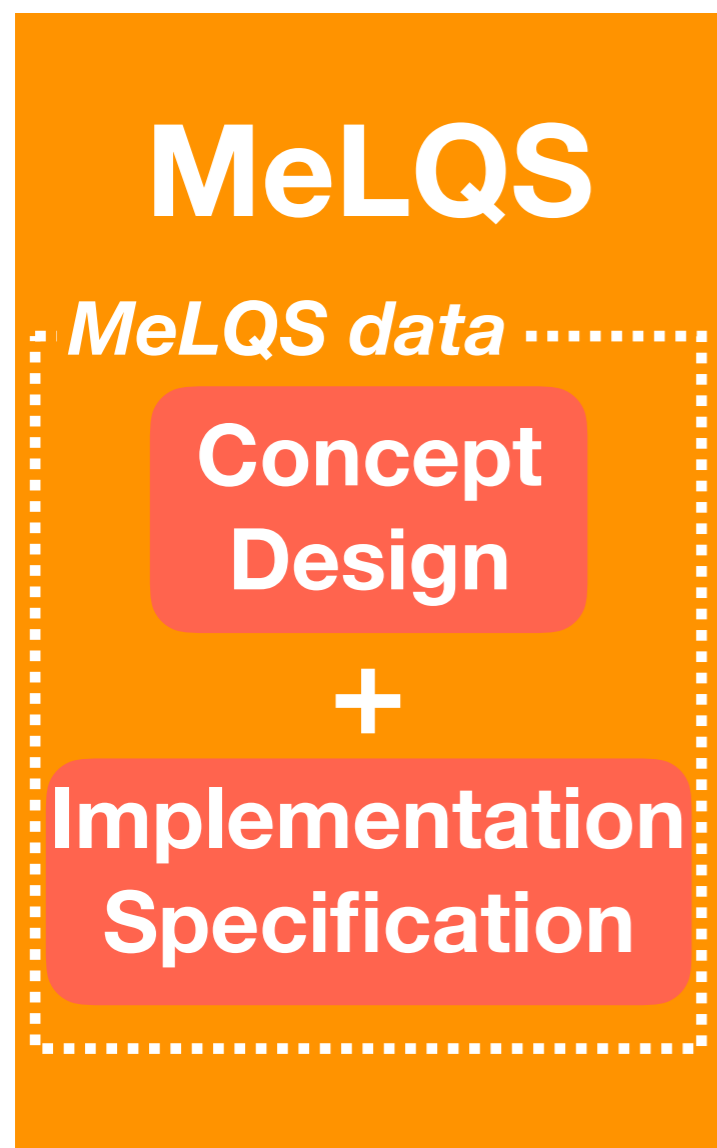 MeLQS
MeLQS data
Concept
Design
+
Implementation
Specification